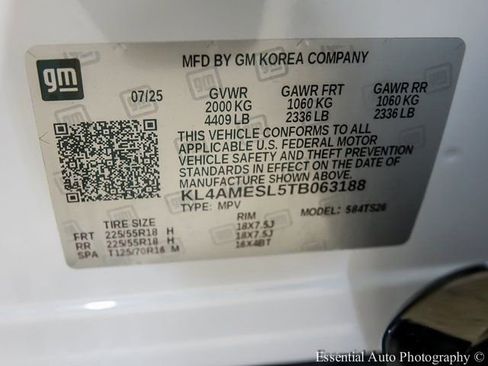 gm
MFD BY GM KOREA COMPANY
07/25 GVWR GAWR FRT GAWR RR
2000 KG 1060 KG 1060 KG
4409 LB 2336 LB 2336 LB
THIS VEHICLE CONFORMS TO ALL
APPLICABLE U.S. FEDERAL MOTOR
VEHICLE SAFETY AND THEFT PREVENTION
STANDARDS IN EFFECT ON THE DATE OF
MANUFACTURE SHOWN ABOVE.
KL4AMESL5TB063188
TYPE: MPV MODEL: 584TS26
TIRE SIZE RIM
FRT 225/55R18 H 18X7.5J
RR 225/55R18 H 18X7.5J
SPA T125/70R16 M 16X4BT
Essential Auto Photography (c)